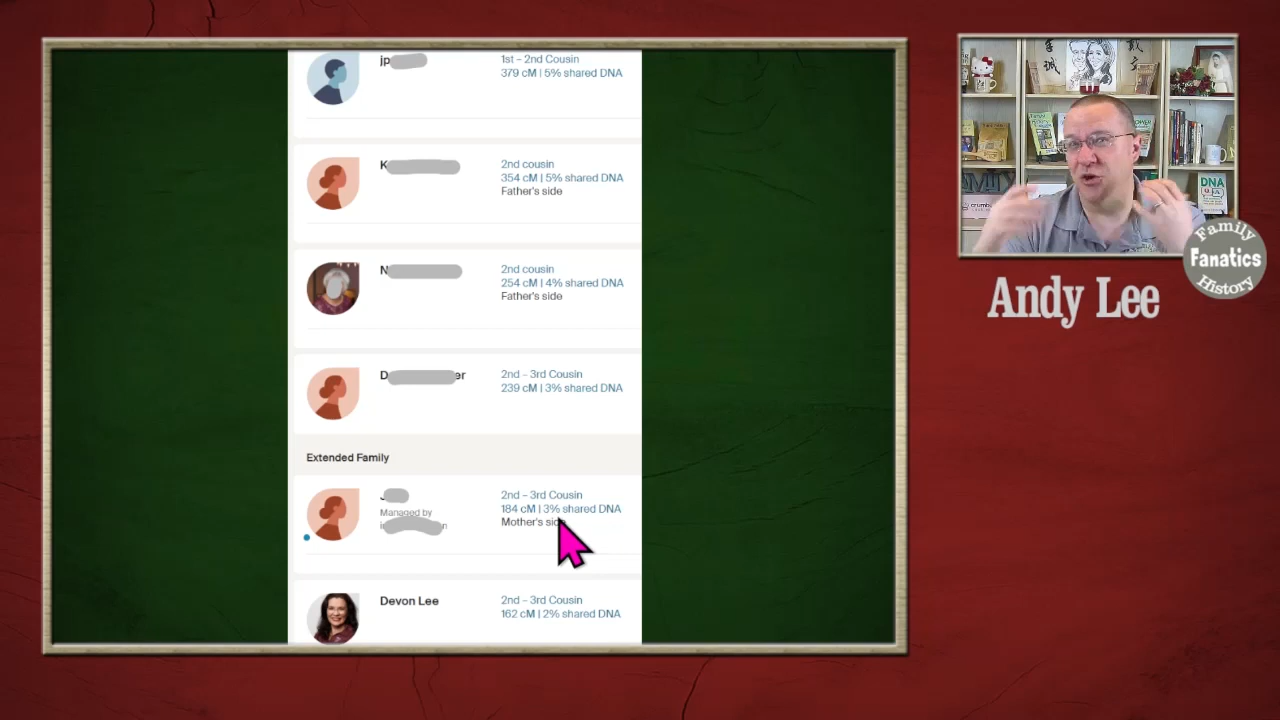 jp
1st – 2nd Cousin
379 cM | 5% shared DNA
K
2nd cousin
354 cM | 5% shared DNA
Father's side
N
2nd cousin
254 cM | 4% shared DNA
Father's side
D
er
2nd – 3rd Cousin
239 cM | 3% shared DNA
Extended Family
J
Managed by
2nd – 3rd Cousin
184 cM | 3% shared DNA
Mother's side
Devon Lee
2nd – 3rd Cousin
162 cM | 2% shared DNA
DNA
Q&A
Family
Fanatics
History
Andy Lee